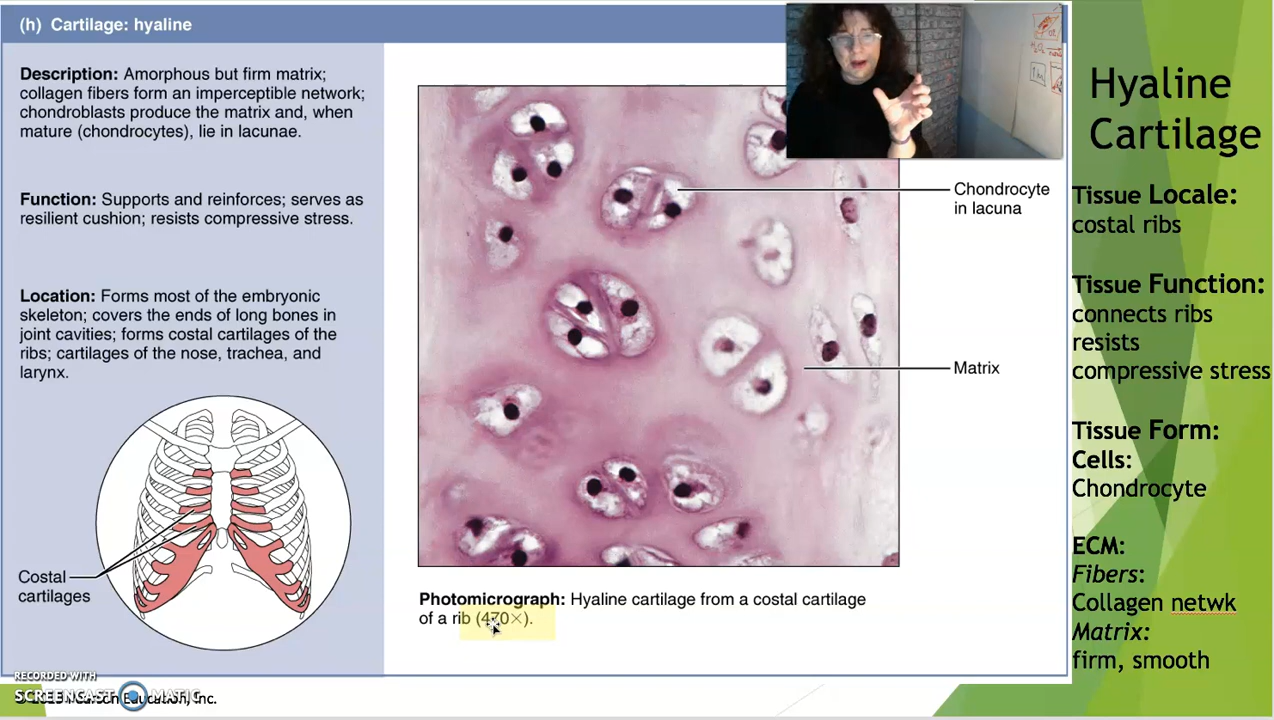 (h) Cartilage: hyaline
Description: Amorphous but firm matrix;
collagen fibers form an imperceptible network;
chondroblasts produce the matrix and, when
mature (chondrocytes), lie in lacunae.
Function: Supports and reinforces; serves as
resilient cushion; resists compressive stress.
Location: Forms most of the embryonic
skeleton; covers the ends of long bones in
joint cavities; forms costal cartilages of the
ribs; cartilages of the nose, trachea, and
larynx.
Costal
cartilages
Chondrocyte
in lacuna
Matrix
Photomicrograph: Hyaline cartilage from a costal cartilage
of a rib (470×).
Hyaline
Cartilage
Tissue Locale:
costal ribs
Tissue Function:
connects ribs
resists
compressive stress
Tissue Form:
Cells:
Chondrocyte
ECM:
Fibers:
Collagen netwk
Matrix:
firm, smooth
RECORDED WITH
SCREENCAST MATIC
Education, Inc.